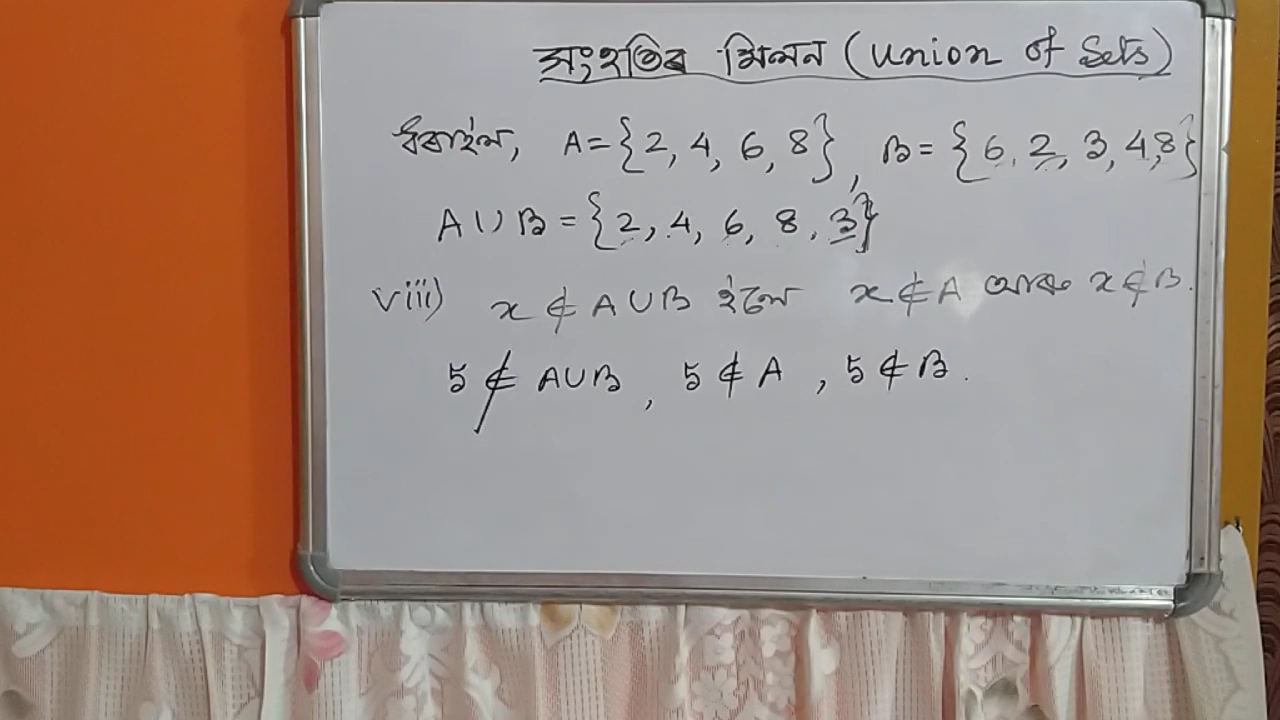 সংহতিৰ মিলন (Union of Sets)
ধৰাহ'ল, A = {2, 4, 6, 8}, B = {6, 2, 3, 4, 8}
A ∪ B = {2, 4, 6, 8, 3}
viii) x ∉ A ∪ B হ'লে x ∉ A আৰু x ∉ B.
5 ∉ A∪B, 5 ∉ A, 5 ∉ B.